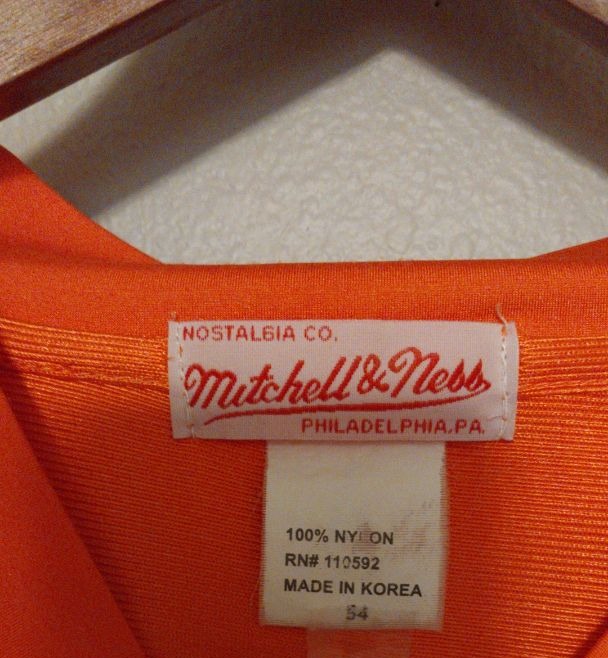 NOSTALGIA CO.
Mitchell & Ness
PHILADELPHIA, PA.
100% NYLON
RN# 110592
MADE IN KOREA
54